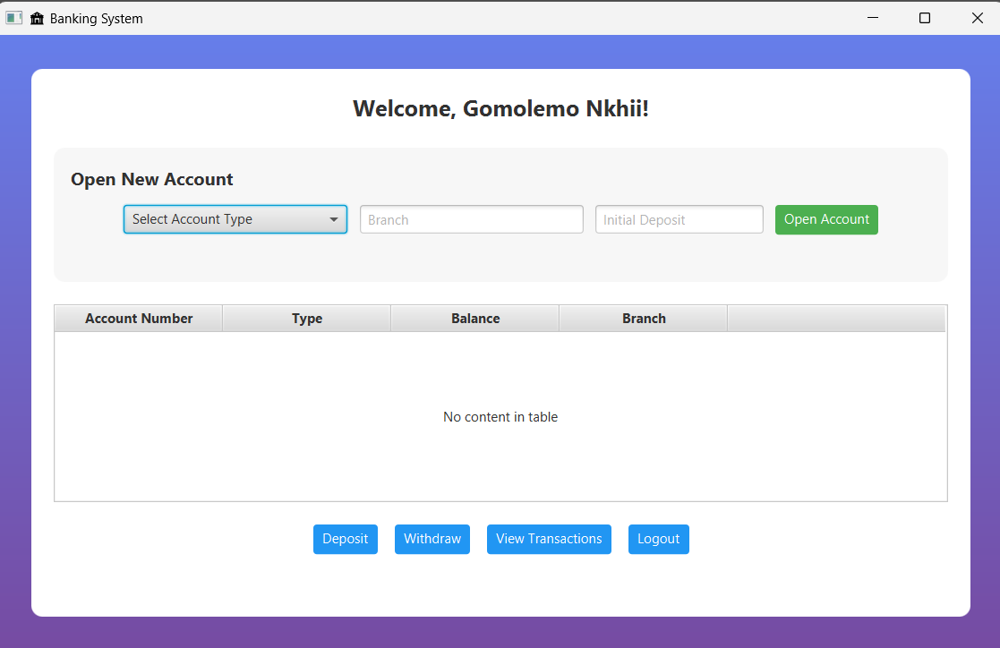 Banking System
Welcome, Gomolemo Nkhii!
Open New Account
Select Account Type Branch Initial Deposit Open Account
Account Number Type Balance Branch
No content in table
Deposit Withdraw View Transactions Logout